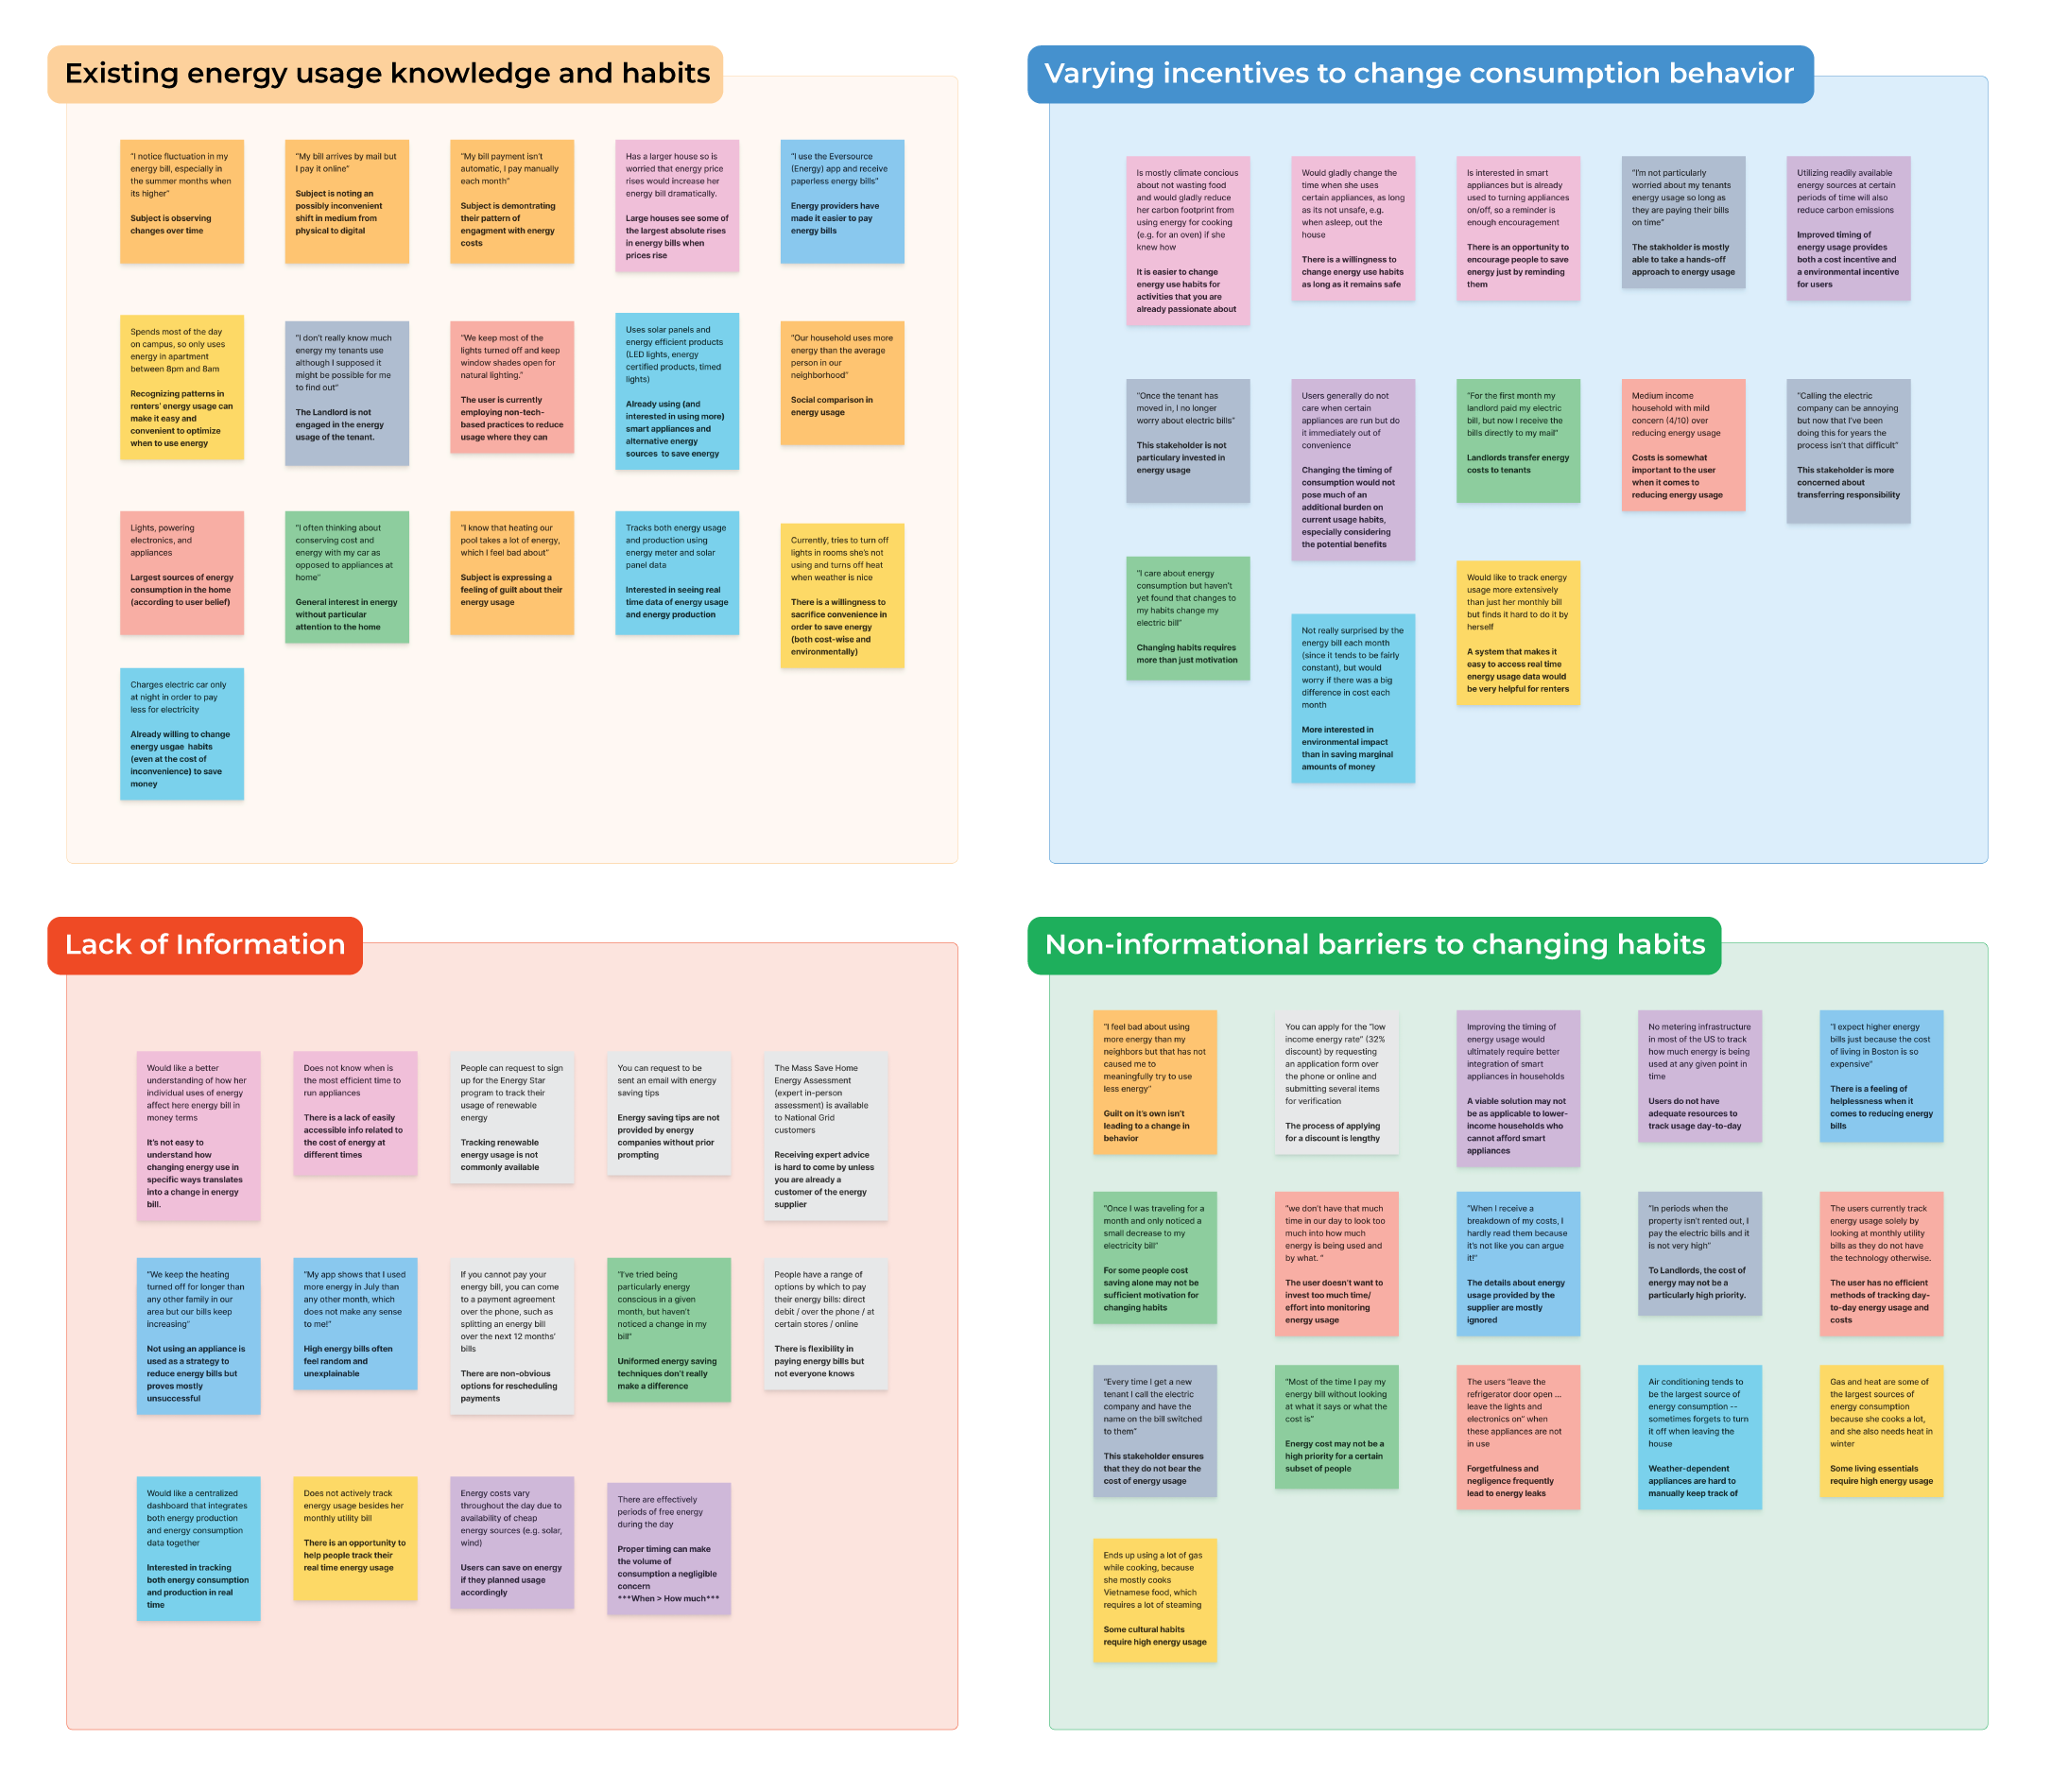 Existing energy usage knowledge and habits
"I notice fluctuation in my
energy bill, especially in
the summer months when
its higher"
Subject is observing
changes over time
"My bill arrives by mail but
I pay it online"
Subject is noting an
possibly inconvenient
shift in medium from
physical to digital
"My bill payment isn't
automatic, I pay manually
each month"
Subject is demontrating
their pattern of
engagment with energy
costs
Has a larger house so is
worried that energy price
rises would increase her
energy bill dramatically.
Large houses see some of
the largest absolute rises
in energy bills when
prices rise
"I use the Eversource
(Energy) app and receive
paperless energy bills"
Energy providers have
made it easier to pay
energy bills
Spends most of the day
on campus, so only uses
energy in apartment
between 8pm and 8am
Recognizing patterns in
renters' energy usage can
make it easy and
convenient to optimize
when to use energy
"I don't really know much
energy my tenants use
although I supposed it
might be possible for me
to find out"
The Landlord is not
engaged in the energy
usage of the tenant.
"We keep most of the
lights turned off and keep
window shades open for
natural lighting."
The user is currently
employing non-tech-
based practices to reduce
usage where they can
Uses solar panels and
energy efficient products
(LED lights, energy
certified products, timed
lights)
Already using (and
interested in using more)
smart appliances and
alternative energy
sources to save energy
"Our household uses more
energy than the average
person in our
neighborhood"
Social comparison in
energy usage
Lights, powering
electronics, and
appliances
Largest sources of energy
consumption in the home
(according to user belief)
"I often thinking about
conserving cost and
energy with my car as
opposed to appliances at
home"
General interest in energy
without particular
attention to the home
"I know that heating our
pool takes a lot of energy,
which I feel bad about"
Subject is expressing a
feeling of guilt about their
energy usage
Tracks both energy usage
and production using
energy meter and solar
panel data
Interested in seeing real
time data of energy usage
and energy production
Currently, tries to turn off
lights in rooms she's not
using and turns off heat
when weather is nice
There is a willingness to
sacrifice convenience in
order to save energy
(both cost-wise and
environmentally)
Charges electric car only
at night in order to pay
less for electricity
Already willing to change
energy usgae habits
(even at the cost of
inconvenience) to save
money
Varying incentives to change consumption behavior
Is mostly climate concious
about not wasting food
and would gladly reduce
her carbon footprint from
using energy for cooking
(e.g. for an oven) if she
knew how
It is easier to change
energy use habits for
activities that you are
already passionate about
Would gladly change the
time when she uses
certain appliances, as long
as its not unsafe, e.g.
when asleep, out the
house
There is a willingness to
change energy use habits
as long as it remains safe
Is interested in smart
appliances but is already
used to turning appliances
on/off, so a reminder is
enough encouragement
There is an opportunity to
encourage people to save
energy just by reminding
them
"I'm not particularly
worried about my tenants
energy usage so long as
they are paying their bills
on time"
The stakholder is mostly
able to take a hands-off
approach to energy usage
Utilizing readily available
energy sources at certain
periods of time will also
reduce carbon emissions
Improved timing of
energy usage provides
both a cost incentive and
a environmental incentive
for users
"Once the tenant has
moved in, I no longer
worry about electric bills"
This stakeholder is not
particulary invested in
energy usage
Users generally do not
care when certain
appliances are run but do
it immediately out of
convenience
Changing the timing of
consumption would not
pose much of an
additional burden on
current usage habits,
especially considering
the potential benefits
"For the first month my
landlord paid my electric
bill, but now I receive the
bills directly to my mail"
Landlords transfer energy
costs to tenants
Medium income
household with mild
concern (4/10) over
reducing energy usage
Costs is somewhat
important to the user
when it comes to
reducing energy usage
"Calling the electric
company can be annoying
but now that I've been
doing this for years the
process isn't that difficult"
This stakeholder is more
concerned about
transferring responsibility
"I care about energy
consumption but haven't
yet found that changes to
my habits change my
electric bill"
Changing habits requires
more than just motivation
Not really surprised by the
energy bill each month
(since it tends to be fairly
constant), but would
worry if there was a big
difference in cost each
month
More interested in
environmental impact
than in saving marginal
amounts of money
Would like to track energy
usage more extensively
than just her monthly bill
but finds it hard to do it by
herself
A system that makes it
easy to access real time
energy usage data would
be very helpful for renters
Lack of Information
Would like a better
understanding of how her
individual uses of energy
affect here energy bill in
money terms
It's not easy to
understand how
changing energy use in
specific ways translates
into a change in energy
bill.
Does not know when is
the most efficient time to
run appliances
There is a lack of easily
accessible info related to
the cost of energy at
different times
People can request to sign
up for the Energy Star
program to track their
usage of renewable
energy
Tracking renewable
energy usage is not
commonly available
You can request to be
sent an email with energy
saving tips
Energy saving tips are not
provided by energy
companies without prior
prompting
The Mass Save Home
Energy Assessment
(expert in-person
assessment) is available
to National Grid
customers
Receiving expert advice
is hard to come by unless
you are already a
customer of the energy
supplier
"We keep the heating
turned off for longer than
any other family in our
area but our bills keep
increasing"
Not using an appliance is
used as a strategy to
reduce energy bills but
proves mostly
unsuccessful
"My app shows that I used
more energy in July than
any other month, which
does not make any sense
to me!"
High energy bills often
feel random and
unexplainable
If you cannot pay your
energy bill, you can come
to a payment agreement
over the phone, such as
splitting an energy bill
over the next 12 months'
bills
There are non-obvious
options for rescheduling
payments
"I've tried being
particularly energy
conscious in a given
month, but haven't
noticed a change in my
bill"
Uniformed energy saving
techniques don't really
make a difference
People have a range of
options by which to pay
their energy bills: direct
debit / over the phone / at
certain stores / online
There is flexibility in
paying energy bills but
not everyone knows
Would like a centralized
dashboard that integrates
both energy production
and energy consumption
data together
Interested in tracking
both energy consumption
and production in real
time
Does not actively track
energy usage besides her
monthly utility bill
There is an opportunity to
help people track their
real time energy usage
Energy costs vary
throughout the day due to
availability of cheap
energy sources (e.g. solar,
wind)
Users can save on energy
if they planned usage
accordingly
There are effectively
periods of free energy
during the day
Proper timing can make
the volume of
consumption a negligible
concern
***When > How much***
Non-informational barriers to changing habits
"I feel bad about using
more energy than my
neighbors but that has not
caused me to
meaningfully try to use
less energy"
Guilt on it's own isn't
leading to a change in
behavior
You can apply for the "low
income energy rate" (32%
discount) by requesting
an application form over
the phone or online and
submitting several items
for verification
The process of applying
for a discount is lengthy
Improving the timing of
energy usage would
ultimately require better
integration of smart
appliances in households
A viable solution may not
be as applicable to lower-
income households who
cannot afford smart
appliances
No metering infrastructure
in most of the US to track
how much energy is being
used at any given point in
time
Users do not have
adequate resources to
track usage day-to-day
"I expect higher energy
bills just because the cost
of living in Boston is so
expensive"
There is a feeling of
helplessness when it
comes to reducing energy
bills
"Once I was traveling for a
month and only noticed a
small decrease to my
electricity bill"
For some people cost
saving alone may not be
sufficient motivation for
changing habits
"we don't have that much
time in our day to look too
much into how much
energy is being used and
by what. "
The user doesn't want to
invest too much time/
effort into monitoring
energy usage
"When I receive a
breakdown of my costs, I
hardly read them because
it's not like you can argue
it!"
The details about energy
usage provided by the
supplier are mostly
ignored
"In periods when the
property isn't rented out, I
pay the electric bills and it
is not very high"
To Landlords, the cost of
energy may not be a
particularly high priority.
The users currently track
energy usage solely by
looking at monthly utility
bills as they do not have
the technology otherwise.
The user has no efficient
methods of tracking day-
to-day energy usage and
costs
"Every time I get a new
tenant I call the electric
company and have the
name on the bill switched
to them"
This stakeholder ensures
that they do not bear the
cost of energy usage
"Most of the time I pay my
energy bill without looking
at what it says or what the
cost is"
Energy cost may not be a
high priority for a certain
subset of people
The users "leave the
refrigerator door open ...
leave the lights and
electronics on" when
these appliances are not
in use
Forgetfulness and
negligence frequently
lead to energy leaks
Air conditioning tends to
be the largest source of
energy consumption --
sometimes forgets to turn
it off when leaving the
house
Weather-dependent
appliances are hard to
manually keep track of
Gas and heat are some of
the largest sources of
energy consumption
because she cooks a lot,
and she also needs heat in
winter
Some living essentials
require high energy usage
Ends up using a lot of gas
while cooking, because
she mostly cooks
Vietnamese food, which
requires a lot of steaming
Some cultural habits
require high energy usage